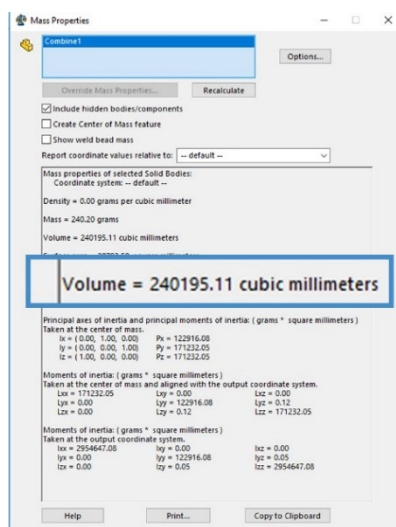 Mass Properties
Combine1
Options...
Override Mass Properties...
Recalculate
Include hidden bodies/components
Create Center of Mass feature
Show weld bead mass
Report coordinate values relative to: -- default --
Mass properties of selected Solid Bodies:
Coordinate system: -- default --
Density = 0.00 grams per cubic millimeter
Mass = 240.20 grams
Volume = 240195.11 cubic millimeters
Volume = 240195.11 cubic millimeters
Principal axes of inertia and principal moments of inertia: ( grams * square millimeters )
Taken at the center of mass.
Ix = ( 0.00, 1.00, 0.00) Px = 122916.08
Iy = ( 0.00, 0.00, 1.00) Py = 171232.05
Iz = ( 1.00, 0.00, 0.00) Pz = 171232.05
Moments of inertia: ( grams * square millimeters )
Taken at the center of mass and aligned with the output coordinate system.
Lxx = 171232.05 Lxy = 0.00 Lxz = 0.00
Lyx = 0.00 Lyy = 122916.08 Lyz = 0.12
Lzx = 0.00 Lzy = 0.12 Lzz = 171232.05
Moments of inertia: ( grams * square millimeters )
Taken at the output coordinate system.
Ixx = 2954647.08 Ixy = 0.00 Ixz = 0.00
Iyx = 0.00 Iyy = 122916.08 Iyz = 0.05
Izx = 0.00 Izy = 0.05 Izz = 2954647.08
Help
Print...
Copy to Clipboard